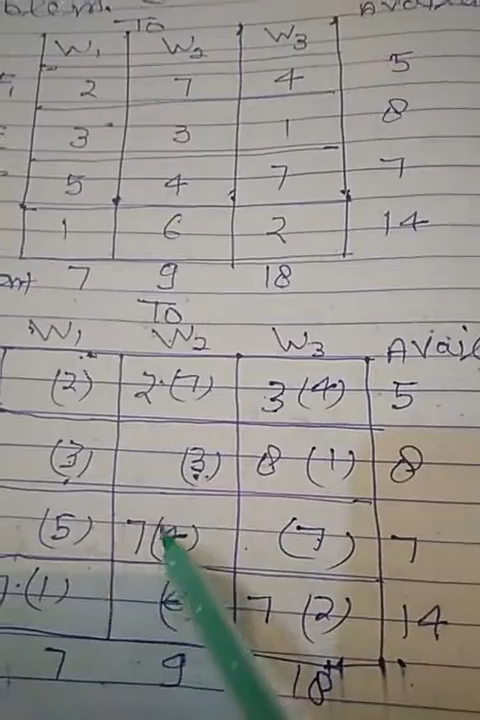 To
W1 W2 W3
2 7 4 5
3 3 1 8
5 4 7 7
1 6 2 14
7 9 18
To
W1 W2 W3 Avail
(2) 2·(7) 3(4) 5
(3) (3) 8 (1) 8
(5) 7( (7) 7
7·(1) ( 7 (2) 14
7 9 18